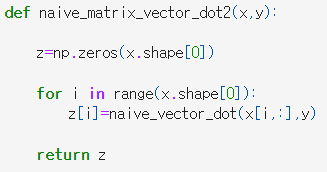 def naive_matrix_vector_dot2(x,y):
z=np.zeros(x.shape[0])
for i in range(x.shape[0]):
z[i]=naive_vector_dot(x[i,:],y)
return z